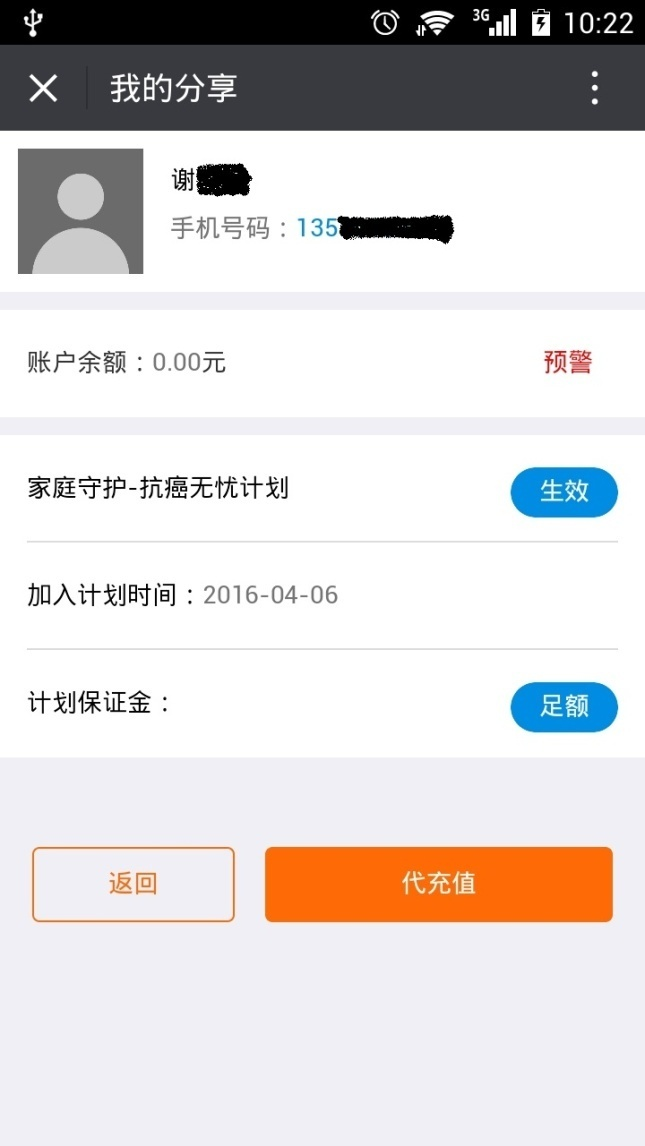 3G 10:22
我的分享
谢
手机号码：135
账户余额：0.00元 预警
家庭守护-抗癌无忧计划 生效
加入计划时间：2016-04-06
计划保证金： 足额
返回 代充值